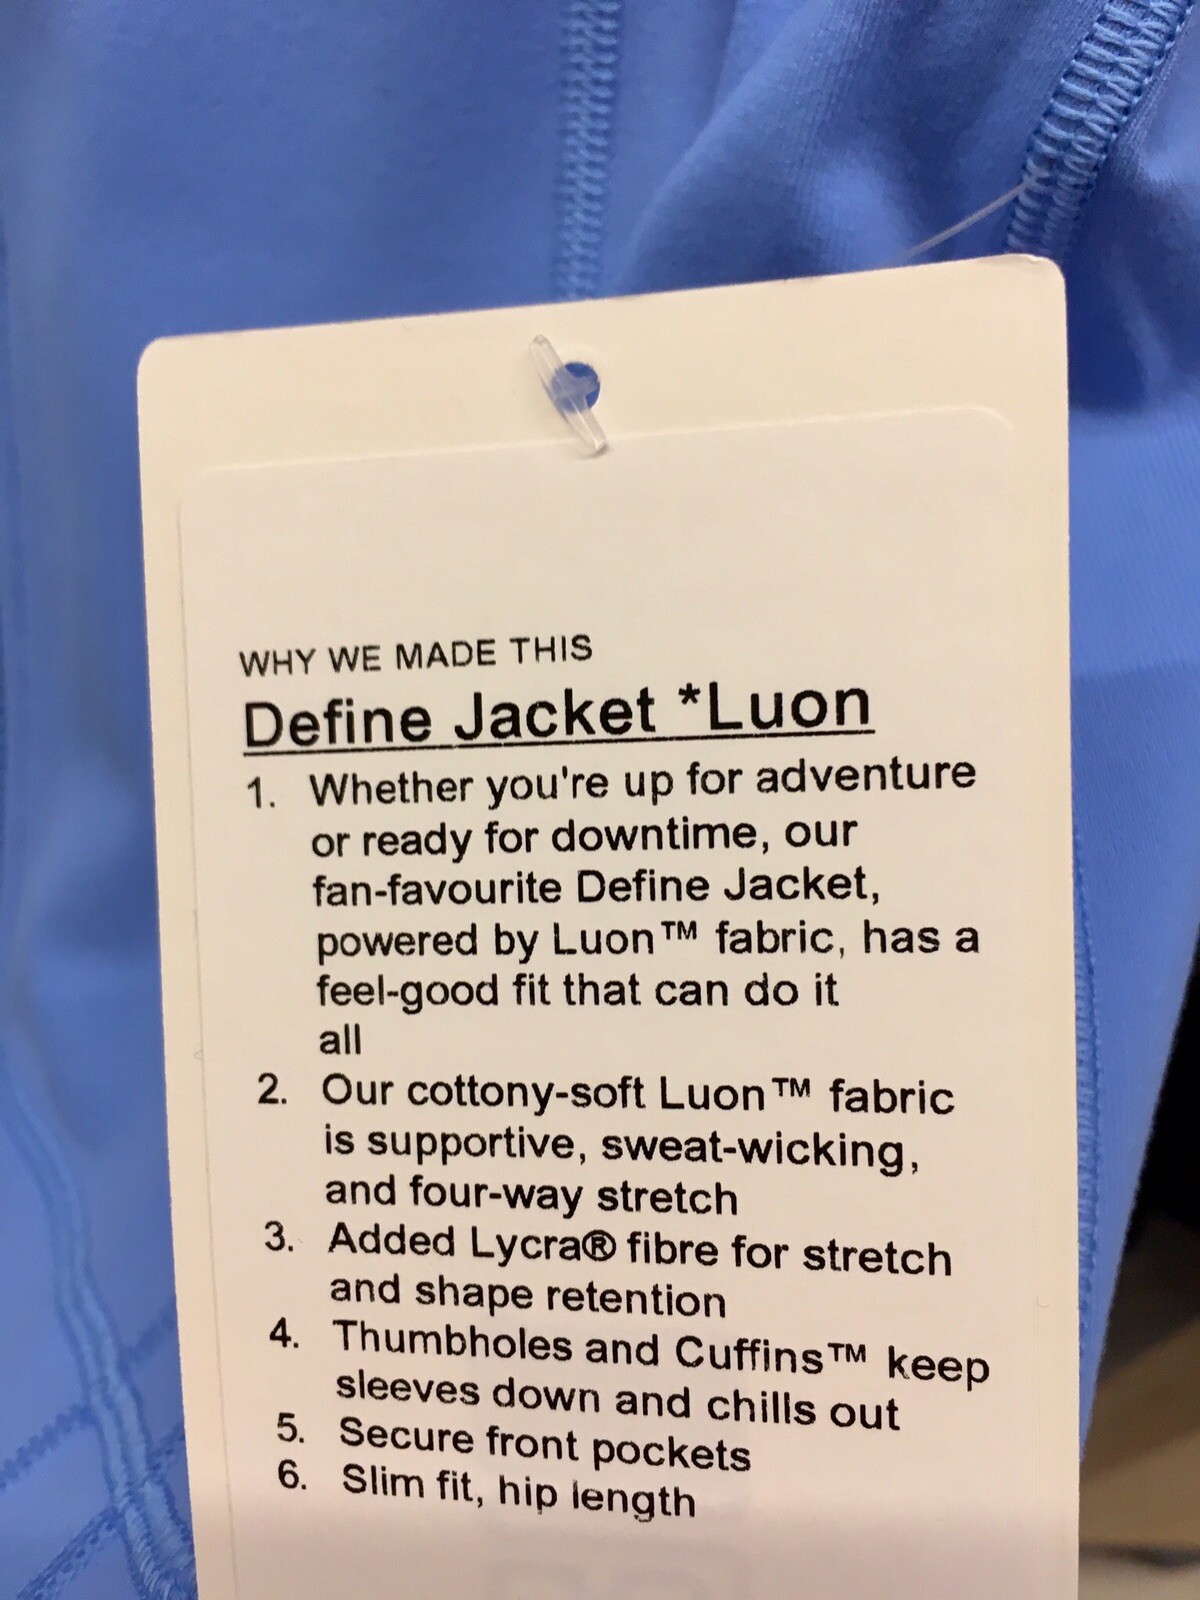 WHY WE MADE THIS
Define Jacket *Luon
1. Whether you're up for adventure
or ready for downtime, our
fan-favourite Define Jacket,
powered by Luon™ fabric, has a
feel-good fit that can do it
all
2. Our cottony-soft Luon™ fabric
is supportive, sweat-wicking,
and four-way stretch
3. Added Lycra® fibre for stretch
and shape retention
4. Thumbholes and Cuffins™ keep
sleeves down and chills out
5. Secure front pockets
6. Slim fit, hip length